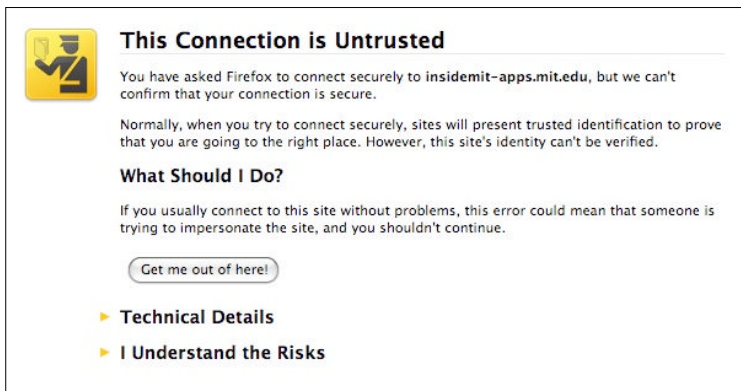 This Connection is Untrusted
You have asked Firefox to connect securely to insidemit-apps.mit.edu, but we can't
confirm that your connection is secure.
Normally, when you try to connect securely, sites will present trusted identification to prove
that you are going to the right place. However, this site's identity can't be verified.
What Should I Do?
If you usually connect to this site without problems, this error could mean that someone is
trying to impersonate the site, and you shouldn't continue.
Get me out of here!
Technical Details
I Understand the Risks